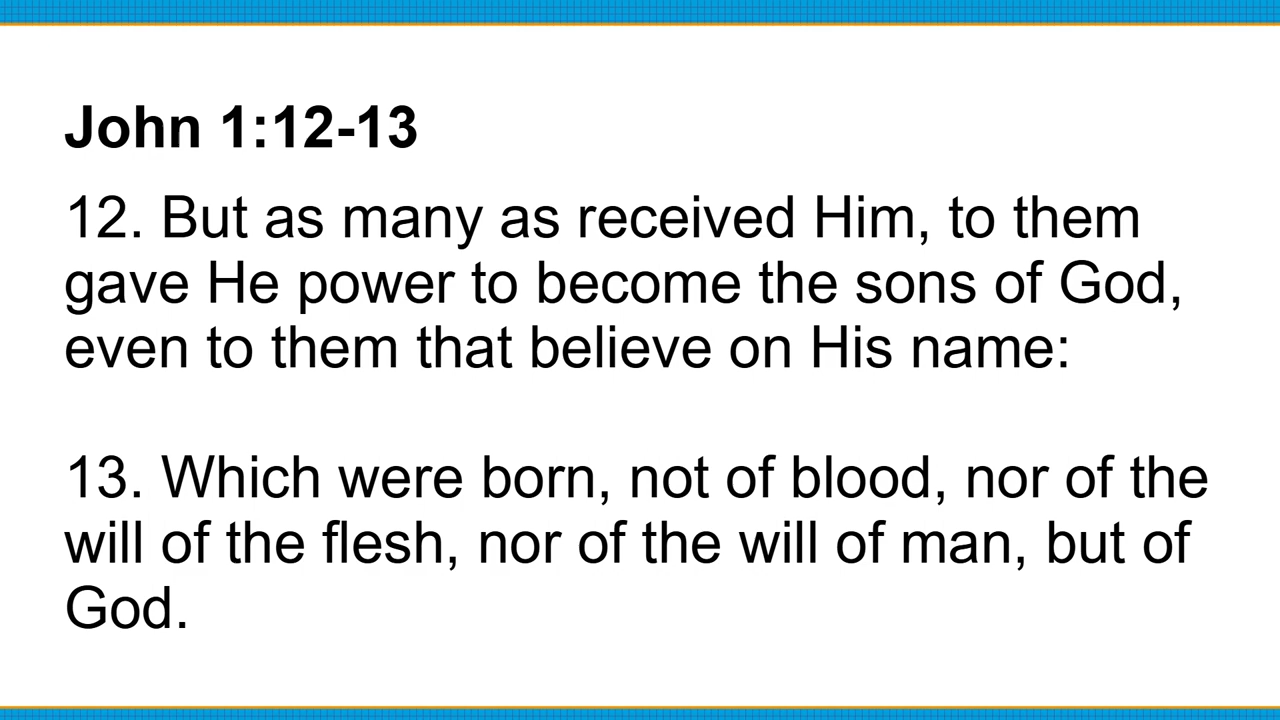 John 1:12-13
12. But as many as received Him, to them
gave He power to become the sons of God,
even to them that believe on His name:
13. Which were born, not of blood, nor of the
will of the flesh, nor of the will of man, but of
God.